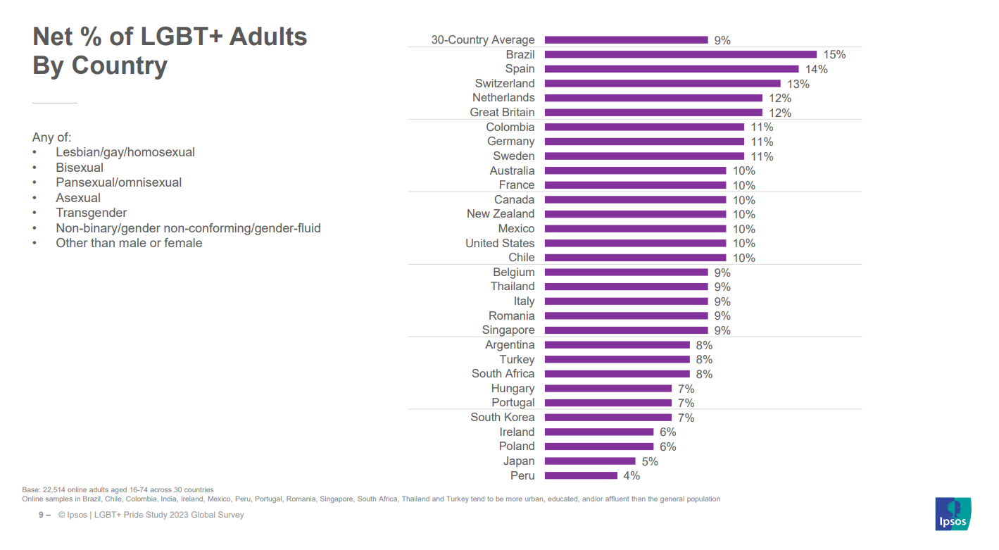 Net % of LGBT+ Adults
By Country
Any of:
• Lesbian/gay/homosexual
• Bisexual
• Pansexual/omnisexual
• Asexual
• Transgender
• Non-binary/gender non-conforming/gender-fluid
• Other than male or female
30-Country Average 9%
Brazil 15%
Spain 14%
Switzerland 13%
Netherlands 12%
Great Britain 12%
Colombia 11%
Germany 11%
Sweden 11%
Australia 10%
France 10%
Canada 10%
New Zealand 10%
Mexico 10%
United States 10%
Chile 10%
Belgium 9%
Thailand 9%
Italy 9%
Romania 9%
Singapore 9%
Argentina 8%
Turkey 8%
South Africa 8%
Hungary 7%
Portugal 7%
South Korea 7%
Ireland 6%
Poland 6%
Japan 5%
Peru 4%
Base: 22,514 online adults aged 16-74 across 30 countries
Online samples in Brazil, Chile, Colombia, India, Ireland, Mexico, Peru, Portugal, Romania, Singapore, South Africa, Thailand and Turkey tend to be more urban, educated, and/or affluent than the general population
9 – © Ipsos | LGBT+ Pride Study 2023 Global Survey
Ipsos